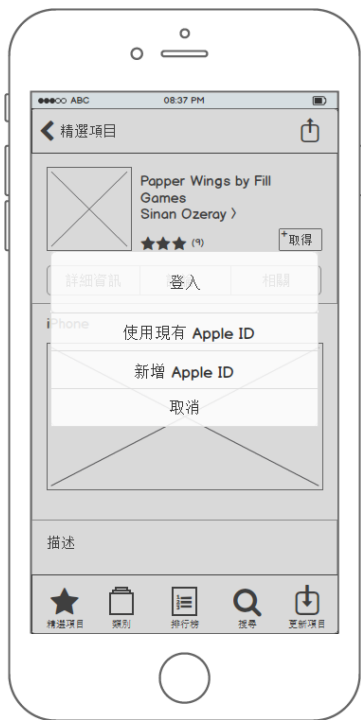 ABC 08:37 PM
精選項目
Papper Wings by Fill
Games
Sinan Ozeray 〉
★★★ (9)
+取得
詳細資訊 相關
登入
iPhone
使用現有 Apple ID
新增 Apple ID
取消
描述
精選項目 類別 排行榜 搜尋 更新項目